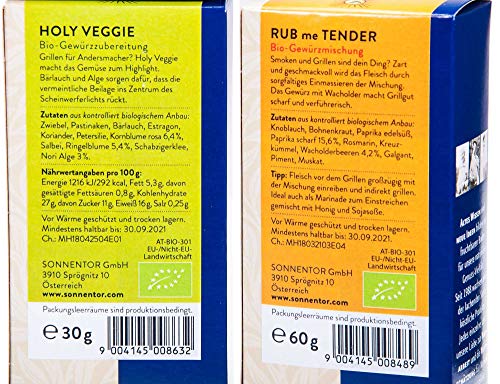 HOLY VEGGIE
Bio-Gewürzzubereitung
Grillen für Andersmacher? Holy Veggie
macht das Gemüse zum Highlight.
Bärlauch und Alge sorgen dafür, dass die
vermeintliche Beilage ins Zentrum des
Scheinwerferlichts rückt.
Zutaten aus kontrolliert biologischem Anbau:
Zwiebel, Pastinaken, Bärlauch, Estragon,
Koriander, Petersilie, Kornblume rosa 6,4%,
Salbei, Ringelblume 5,4%, Schabzigerklee,
Nori Alge 3%.
Nährwertangaben pro 100 g:
Energie 1216 kJ/292 kcal, Fett 5,3g, davon
gesättigte Fettsäuren 0,8 g, Kohlenhydrate
27g, davon Zucker 11g, Eiweiß 16g, Salz 0,25g
Vor Wärme geschützt und trocken lagern.
Mindestens haltbar bis: 30.09.2021
Ch.: MH18042504E01
AT-BIO-301
EU-/Nicht-EU-
Landwirtschaft
SONNENTOR GmbH
3910 Sprögnitz 10
Österreich
www.sonnentor.com
Packungsleerräume sind produktionsbedingt.
℮ 30g
9 004145 008632
RUB me TENDER
Bio-Gewürzmischung
Smoken und Grillen sind dein Ding? Zart
und geschmackvoll wird das Fleisch durch
sorgfältiges Einmassieren der Mischung.
Das Gewürz mit Wacholder macht Grillgut
scharf und verführerisch.
Zutaten aus kontrolliert biologischem Anbau:
Knoblauch, Bohnenkraut, Paprika edelsüß,
Paprika scharf 15,6%, Rosmarin, Kreuz-
kümmel, Wacholderbeeren 4,2%, Galgant,
Piment, Muskat.
Tipp: Fleisch vor dem Grillen großzügig mit
der Mischung einreiben und indirekt grillen.
Ideal auch als Marinade zum Einstreichen
gemischt mit Honig und Sojasoße.
Vor Wärme geschützt und trocken lagern.
Mindestens haltbar bis: 30.09.2021
Ch.: MH18032103E04
AT-BIO-301
EU-/Nicht-EU-
Landwirtschaft
SONNENTOR GmbH
3910 Sprögnitz 10
Österreich
www.sonnentor.com
Packungsleerräume sind produktionsbedingt.
℮ 60g
9 004145 008489